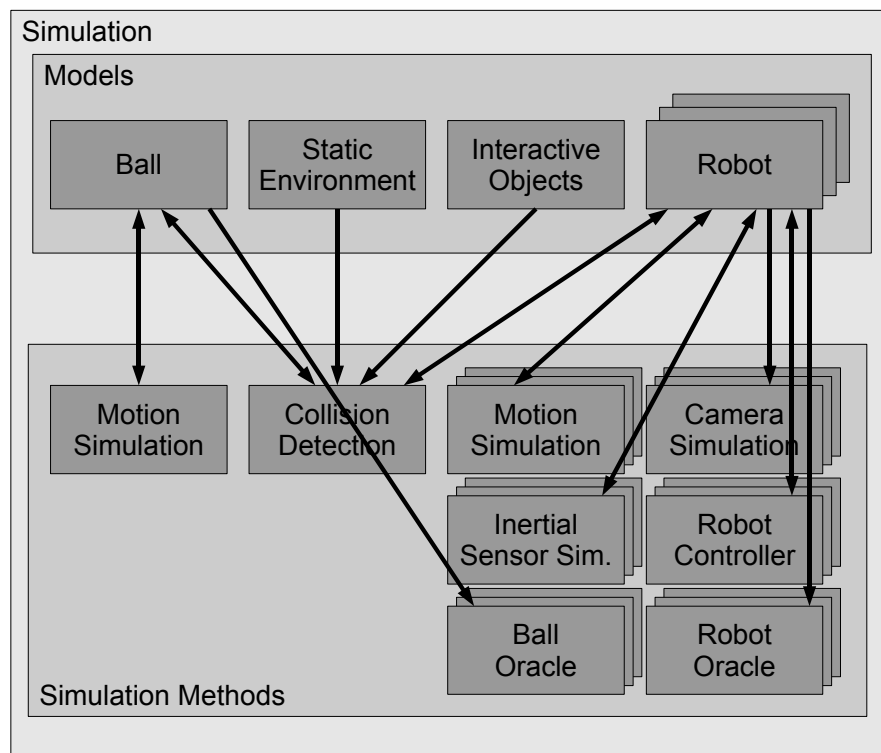 Simulation
Models
Ball
Static
Environment
Interactive
Objects
Robot
Motion
Simulation
Collision
Detection
Motion
Simulation
Camera
Simulation
Inertial
Sensor Sim.
Robot
Controller
Ball
Oracle
Robot
Oracle
Simulation Methods